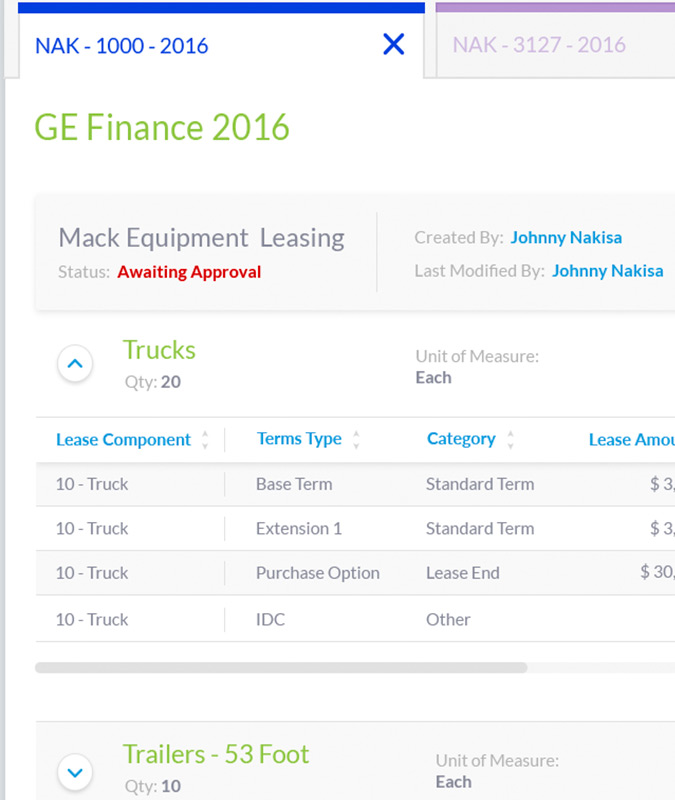 NAK - 1000 - 2016
NAK - 3127 - 2016
GE Finance 2016
Mack Equipment Leasing
Status: Awaiting Approval
Created By: Johnny Nakisa
Last Modified By: Johnny Nakisa
Trucks
Qty: 20
Unit of Measure:
Each
Lease Component Terms Type Category Lease
10 - Truck Base Term Standard Term $ 3,
10 - Truck Extension 1 Standard Term $ 3,
10 - Truck Purchase Option Lease End $ 30,
10 - Truck IDC Other
Trailers - 53 Foot
Qty: 10
Unit of Measure:
Each